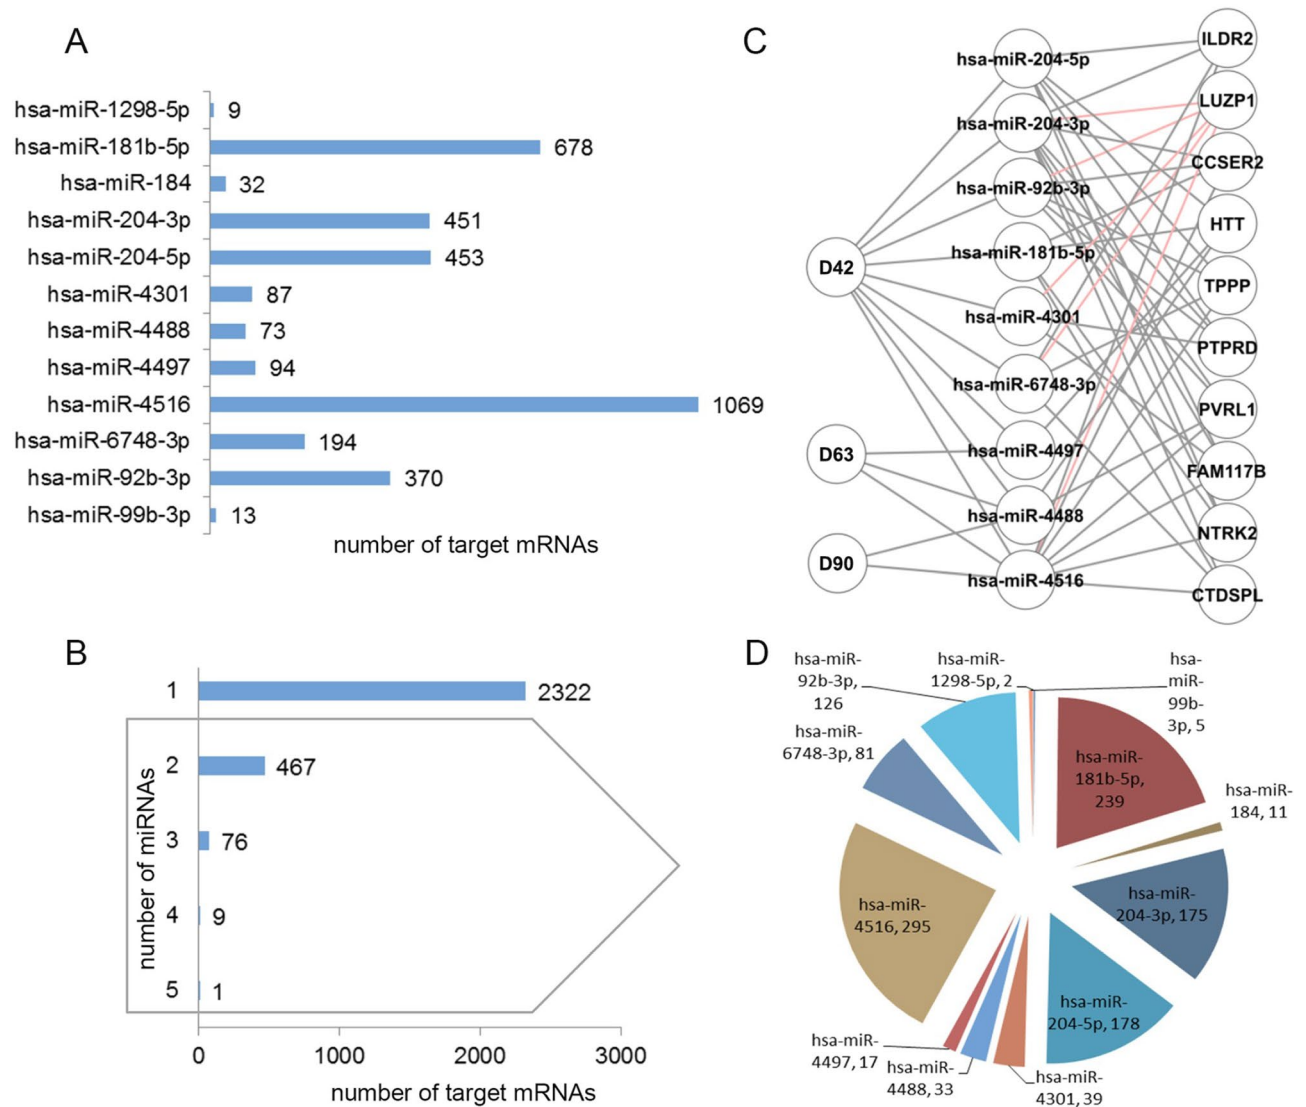 A
hsa-miR-1298-5p 9
hsa-miR-181b-5p 678
hsa-miR-184 32
hsa-miR-204-3p 451
hsa-miR-204-5p 453
hsa-miR-4301 87
hsa-miR-4488 73
hsa-miR-4497 94
hsa-miR-4516 1069
hsa-miR-6748-3p 194
hsa-miR-92b-3p 370
hsa-miR-99b-3p 13
number of target mRNAs
B
number of miRNAs
1 2322
2 467
3 76
4 9
5 1
0 1000 2000 3000
number of target mRNAs
C
D42
D63
D90
hsa-miR-204-5p
hsa-miR-204-3p
hsa-miR-92b-3p
hsa-miR-181b-5p
hsa-miR-4301
hsa-miR-6748-3p
hsa-miR-4497
hsa-miR-4488
hsa-miR-4516
ILDR2
LUZP1
CCSER2
HTT
TPPP
PTPRD
PVRL1
FAM117B
NTRK2
CTDSPL
D
hsa-miR-
92b-3p,
126
hsa-miR-
1298-5p, 2
hsa-
miR-
99b-
3p, 5
hsa-miR-
6748-3p, 81
hsa-miR-
181b-5p,
239
hsa-miR-
184, 11
hsa-miR-
204-3p, 175
hsa-miR-
4516, 295
hsa-miR-
204-5p, 178
hsa-miR-
4497, 17
hsa-miR-
4488, 33
hsa-miR-
4301, 39